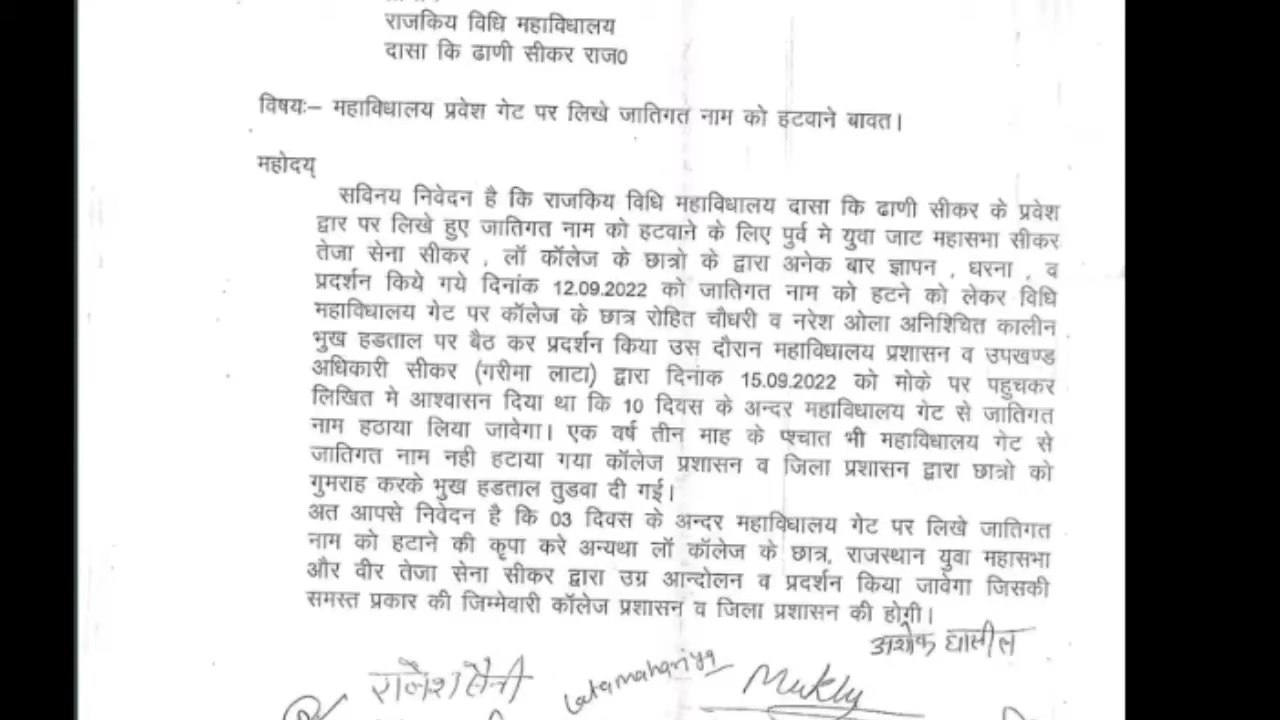 राजकिय विधि महाविधालय
दासा कि ढाणी सीकर राज0
विषयः– महाविधालय प्रवेश गेट पर लिखे जातिगत नाम को हटवाने बावत।
महोदय्
सविनय निवेदन है कि राजकिय विधि महाविधालय दासा कि ढाणी सीकर के प्रवेश
द्वार पर लिखे हुए जातिगत नाम को हटवाने के लिए पुर्व मे युवा जाट महासभा सीकर
तेजा सेना सीकर , लॉ कॉलेज के छात्रो के द्वारा अनेक बार ज्ञापन , धरना , व
प्रदर्शन किये गये दिनांक 12.09.2022 को जातिगत नाम को हटने को लेकर विधि
महाविधालय गेट पर कॉलेज के छात्र रोहित चौधरी व नरेश ओला अनिश्चित कालीन
भुख हडताल पर बैठ कर प्रदर्शन किया उस दौरान महाविधालय प्रशासन व उपखण्ड
अधिकारी सीकर (गरीमा लाटा) द्वारा दिनांक 15.09.2022 को मोके पर पहुचकर
लिखित मे आश्वासन दिया था कि 10 दिवस के अन्दर महाविधालय गेट से जातिगत
नाम हठाया लिया जावेगा। एक वर्ष तीन माह के पश्चात भी महाविधालय गेट से
जातिगत नाम नही हटाया गया कॉलेज प्रशासन व जिला प्रशासन द्वारा छात्रो को
गुमराह करके भुख हडताल तुडवा दी गई।
अत आपसे निवेदन है कि 03 दिवस के अन्दर महाविधालय गेट पर लिखे जातिगत
नाम को हटाने की कृपा करे अन्यथा लॉ कॉलेज के छात्र, राजस्थान युवा महासभा
और वीर तेजा सेना सीकर द्वारा उग्र आन्दोलन व प्रदर्शन किया जावेगा जिसकी
समस्त प्रकार की जिम्मेवारी कॉलेज प्रशासन व जिला प्रशासन की होगी।
अशोक
राजेश सैनी